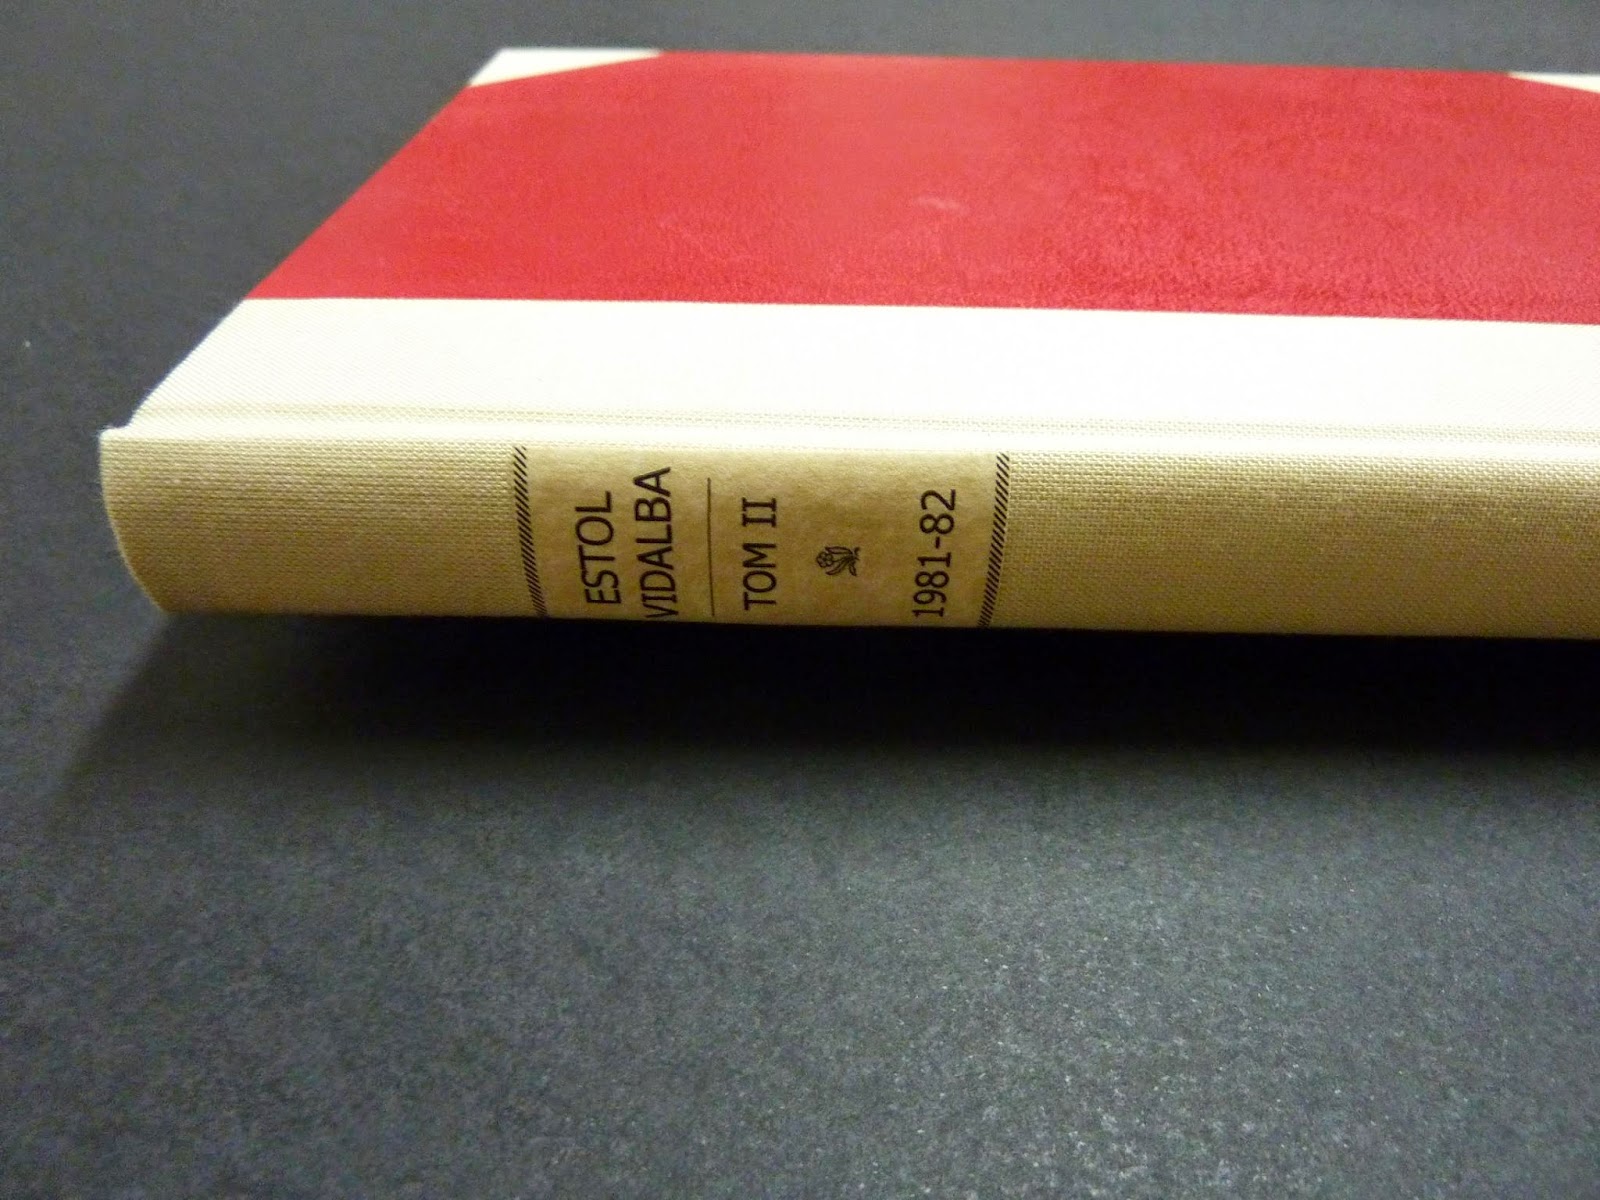 ESTOL
VIDALBA
TOM II
1981-82